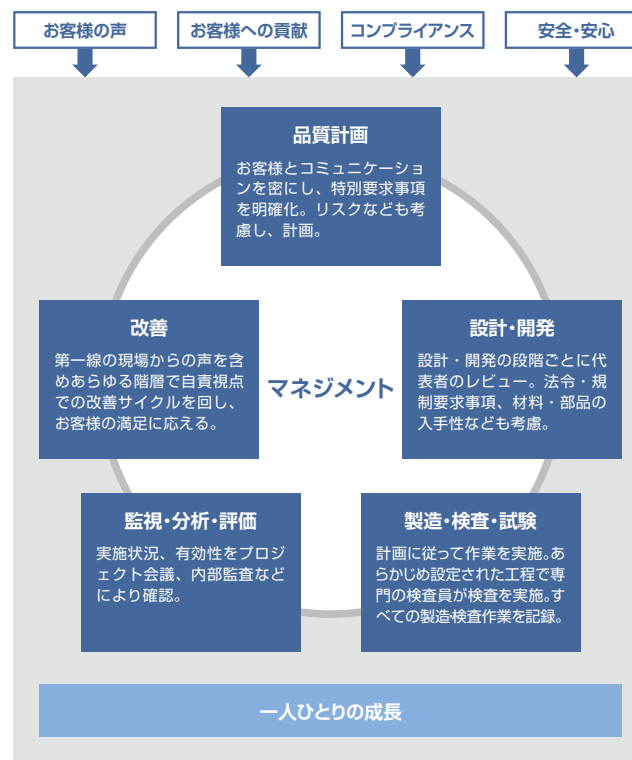 お客様の声
お客様への貢献
コンプライアンス
安全・安心
品質計画
お客様とコミュニケーショ
ンを密にし、特別要求事項
を明確化。リスクなども考
慮し、計画。
改善
第一線の現場からの声を含
めあらゆる階層で自責視点
での改善サイクルを回し、
お客様の満足に応える。
マネジメント
設計・開発
設計・開発の段階ごとに代
表者のレビュー。法令・規
制要求事項、材料・部品の
入手性なども考慮。
監視・分析・評価
実施状況、有効性をプロジ
ェクト会議、内部監査など
により確認。
製造・検査・試験
計画に従って作業を実施。あ
らかじめ設定された工程で専
門の検査員が検査を実施。す
べての製造・検査作業を記録。
一人ひとりの成長